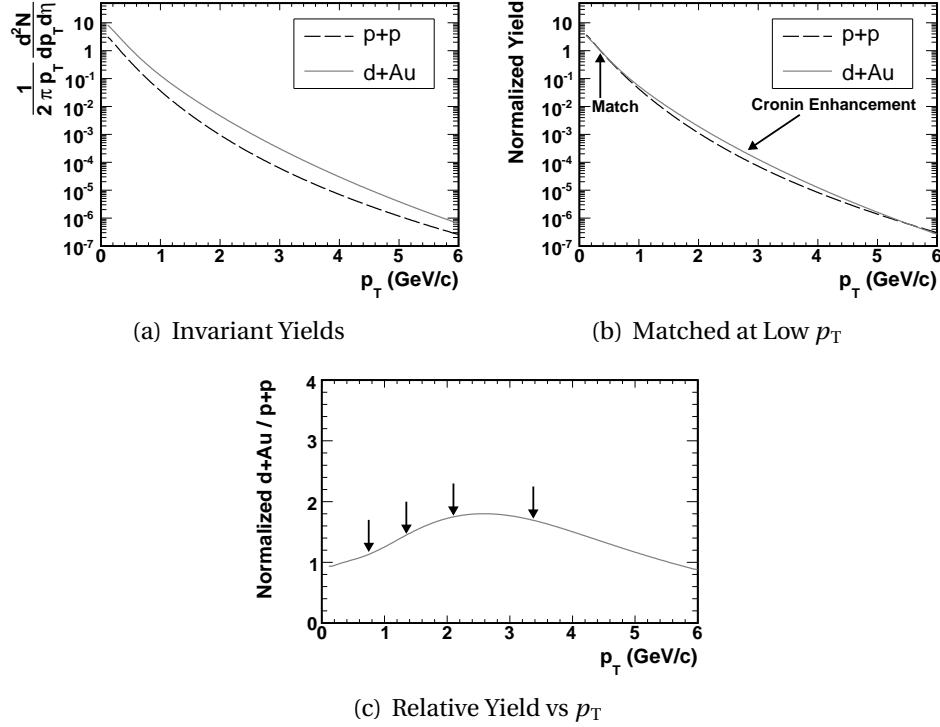 1
2 π p_T
d²N
dp_T dη
10
1
10⁻¹
10⁻²
10⁻³
10⁻⁴
10⁻⁵
10⁻⁶
10⁻⁷
p+p
d+Au
0 1 2 3 4 5 6
p_T (GeV/c)
(a) Invariant Yields
Normalized Yield
10
1
10⁻¹
10⁻²
10⁻³
10⁻⁴
10⁻⁵
10⁻⁶
10⁻⁷
p+p
d+Au
Match
Cronin Enhancement
0 1 2 3 4 5 6
p_T (GeV/c)
(b) Matched at Low p_T
Normalized d+Au / p+p
4
3
2
1
0
0 1 2 3 4 5 6
p_T (GeV/c)
(c) Relative Yield vs p_T